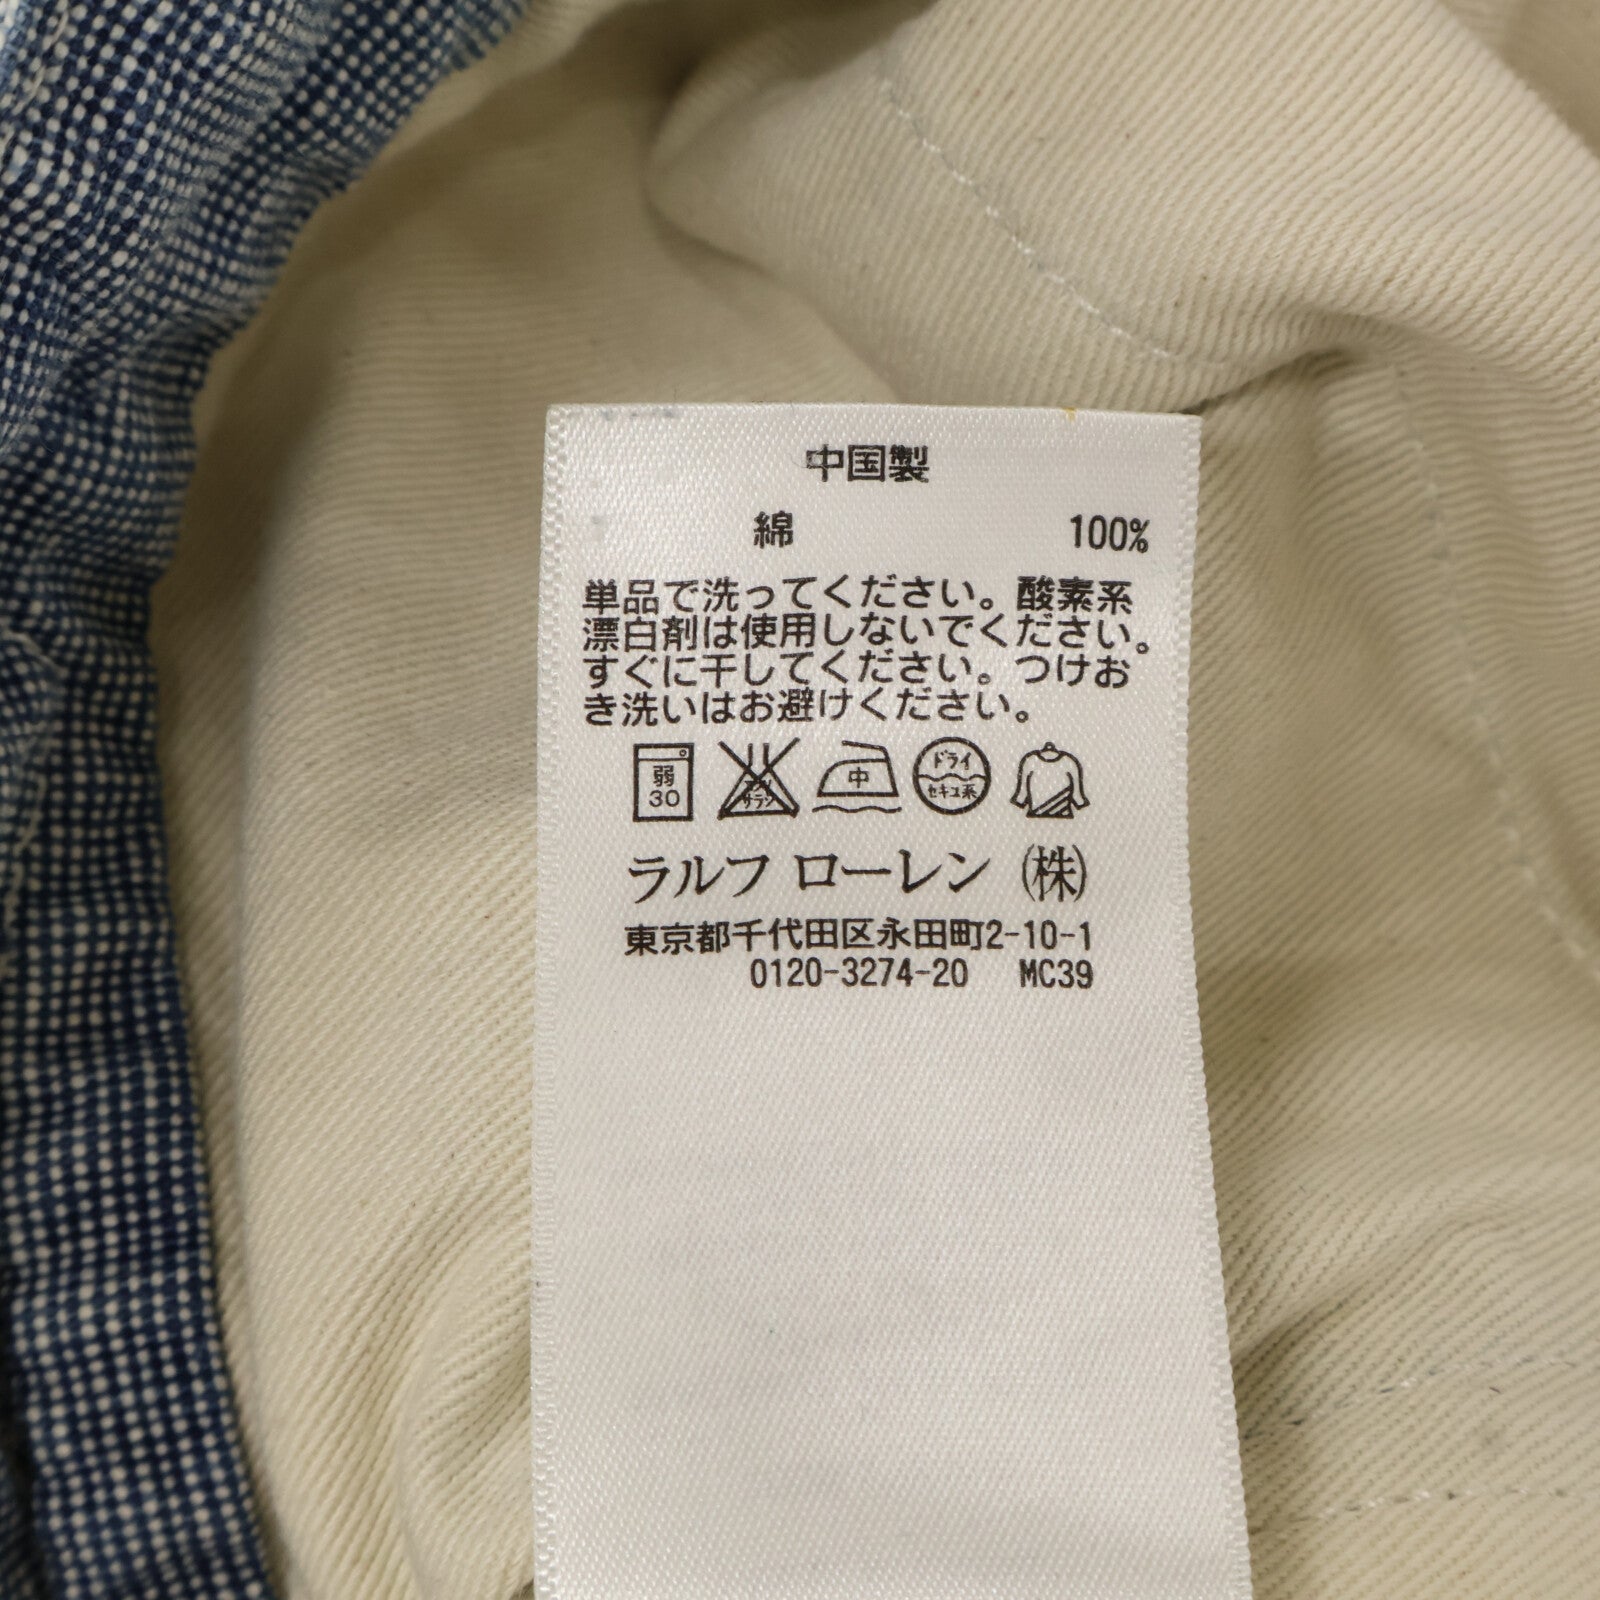 中国製
綿 100%
単品で洗ってください。酸素系
漂白剤は使用しないでください。
すぐに干してください。つけお
き洗いはお避けください。
弱 中 ドライ
30 サラシ セキユ系
ラルフ ローレン (株)
東京都千代田区永田町2-10-1
0120-3274-20 MC39